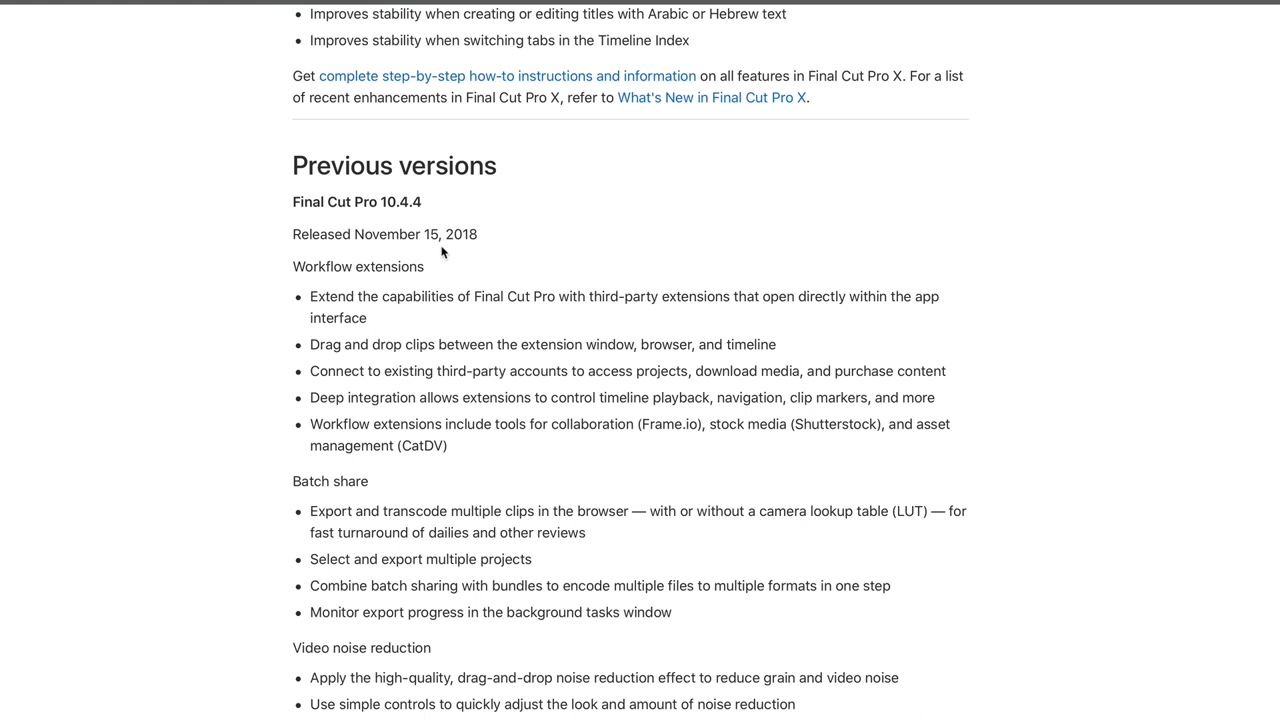 • Improves stability when creating or editing titles with Arabic or Hebrew text
• Improves stability when switching tabs in the Timeline Index
Get complete step-by-step how-to instructions and information on all features in Final Cut Pro X. For a list
of recent enhancements in Final Cut Pro X, refer to What's New in Final Cut Pro X.
Previous versions
Final Cut Pro 10.4.4
Released November 15, 2018
Workflow extensions
• Extend the capabilities of Final Cut Pro with third-party extensions that open directly within the app
interface
• Drag and drop clips between the extension window, browser, and timeline
• Connect to existing third-party accounts to access projects, download media, and purchase content
• Deep integration allows extensions to control timeline playback, navigation, clip markers, and more
• Workflow extensions include tools for collaboration (Frame.io), stock media (Shutterstock), and asset
management (CatDV)
Batch share
• Export and transcode multiple clips in the browser — with or without a camera lookup table (LUT) — for
fast turnaround of dailies and other reviews
• Select and export multiple projects
• Combine batch sharing with bundles to encode multiple files to multiple formats in one step
• Monitor export progress in the background tasks window
Video noise reduction
• Apply the high-quality, drag-and-drop noise reduction effect to reduce grain and video noise
• Use simple controls to quickly adjust the look and amount of noise reduction